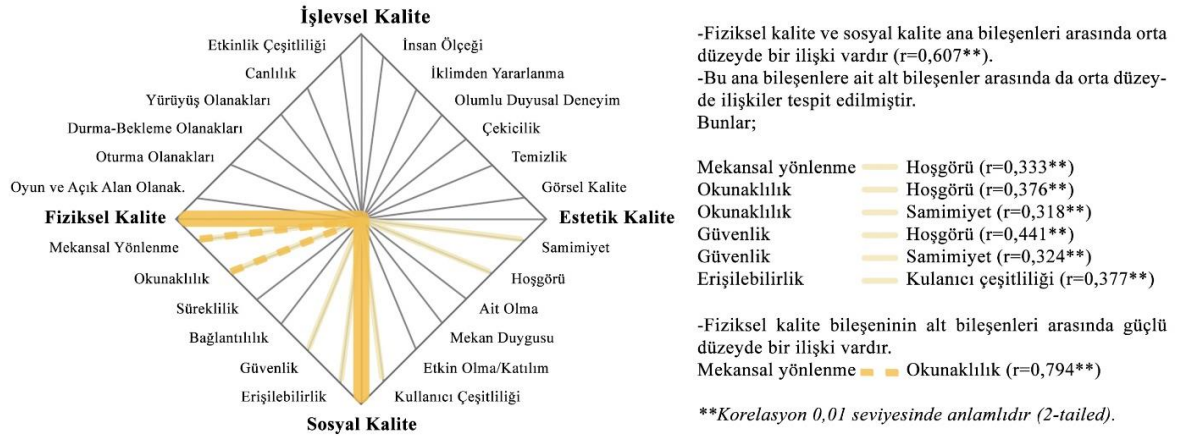 İşlevsel Kalite
Etkinlik Çeşitliliği
Canlılık
Yürüyüş Olanakları
Durma-Bekleme Olanakları
Oturma Olanakları
Oyun ve Açık Alan Olanak.
Fiziksel Kalite
Mekansal Yönlenme
Okunaklılık
Süreklilik
Bağlantılılık
Güvenlik
Erişilebilirlik
Sosyal Kalite
İnsan Ölçeği
İklimden Yararlanma
Olumlu Duyusal Deneyim
Çekicilik
Temizlik
Görsel Kalite
Estetik Kalite
Samimiyet
Hoşgörü
Ait Olma
Mekan Duygusu
Etkin Olma/Katılım
Kullanıcı Çeşitliliği
-Fiziksel kalite ve sosyal kalite ana bileşenleri arasında orta
düzeyde bir ilişki vardır (r=0,607**).
-Bu ana bileşenlere ait alt bileşenler arasında da orta düzey-
de ilişkiler tespit edilmiştir.
Bunlar;
Mekansal yönlenme Hoşgörü (r=0,333**)
Okunaklılık Hoşgörü (r=0,376**)
Okunaklılık Samimiyet (r=0,318**)
Güvenlik Hoşgörü (r=0,441**)
Güvenlik Samimiyet (r=0,324**)
Erişilebilirlik Kulanıcı çeşitliliği (r=0,377**)
-Fiziksel kalite bileşeninin alt bileşenleri arasında güçlü
düzeyde bir ilişki vardır.
Mekansal yönlenme Okunaklılık (r=0,794**)
**Korelasyon 0,01 seviyesinde anlamlıdır (2-tailed).